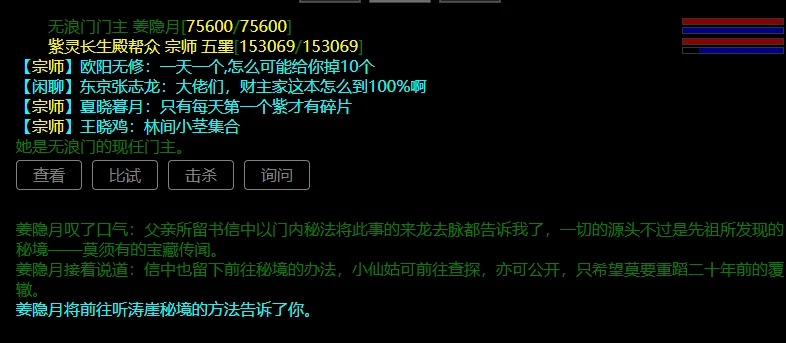 无浪门门主 姜隐月[75600/75600]
紫灵长生殿帮众 宗师 五墨[153069/153069]
【宗师】欧阳无修：一天一个,怎么可能给你掉10个
【闲聊】东京张志龙：大佬们，财主家这本怎么到100%啊
【宗师】夏晓暮月：只有每天第一个紫才有碎片
【宗师】王晓鸡：林间小茎集合
她是无浪门的现任门主。
查看 比试 击杀 询问
姜隐月叹了口气：父亲所留书信中以门内秘法将此事的来龙去脉都告诉我了，一切的源头不过是先祖所发现的
秘境——莫须有的宝藏传闻。
姜隐月接着说道：信中也留下前往秘境的办法，小仙姑可前往查探，亦可公开，只希望莫要重蹈二十年前的覆
辙。
姜隐月将前往听涛崖秘境的方法告诉了你。